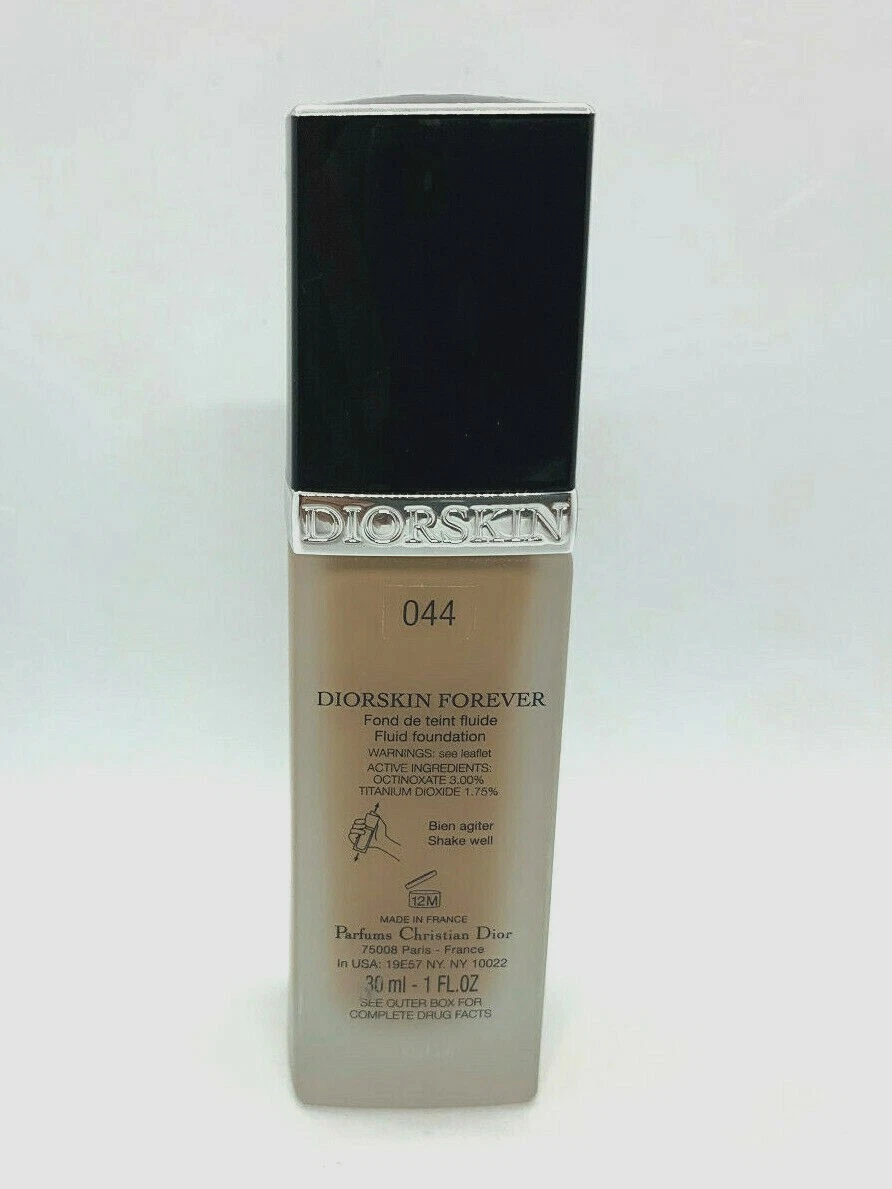 DIORSKIN
044
DIORSKIN FOREVER
Fond de teint fluide
Fluid foundation
WARNINGS: see leaflet
ACTIVE INGREDIENTS:
OCTINOXATE 3.00%
TITANIUM DIOXIDE 1.75%
Bien agiter
Shake well
12M
MADE IN FRANCE
Parfums Christian Dior
75008 Paris - France
In USA: 19E57 NY. NY 10022
30 ml - 1 FL.OZ
SEE OUTER BOX FOR
COMPLETE DRUG FACTS